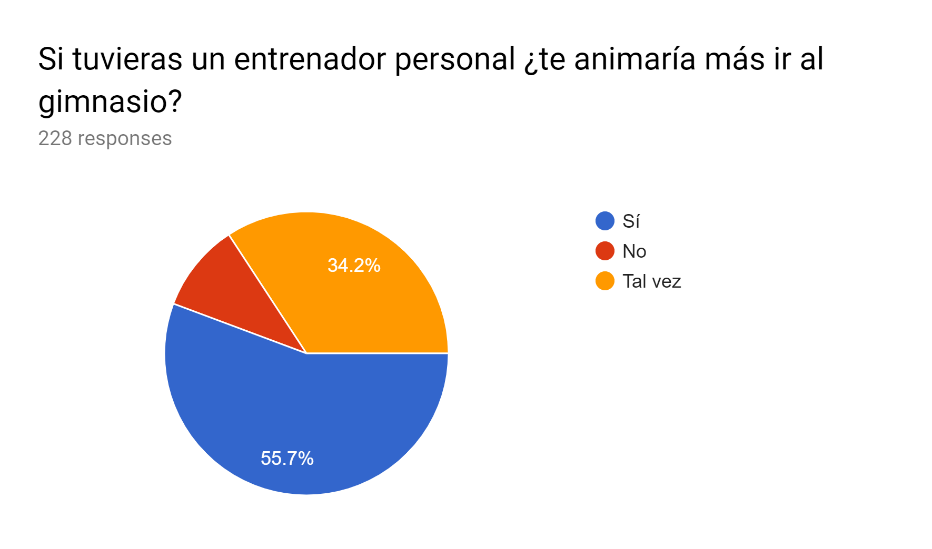 Si tuvieras un entrenador personal ¿te animaría más ir al
gimnasio?
228 responses
Sí
No
Tal vez
34.2%
55.7%